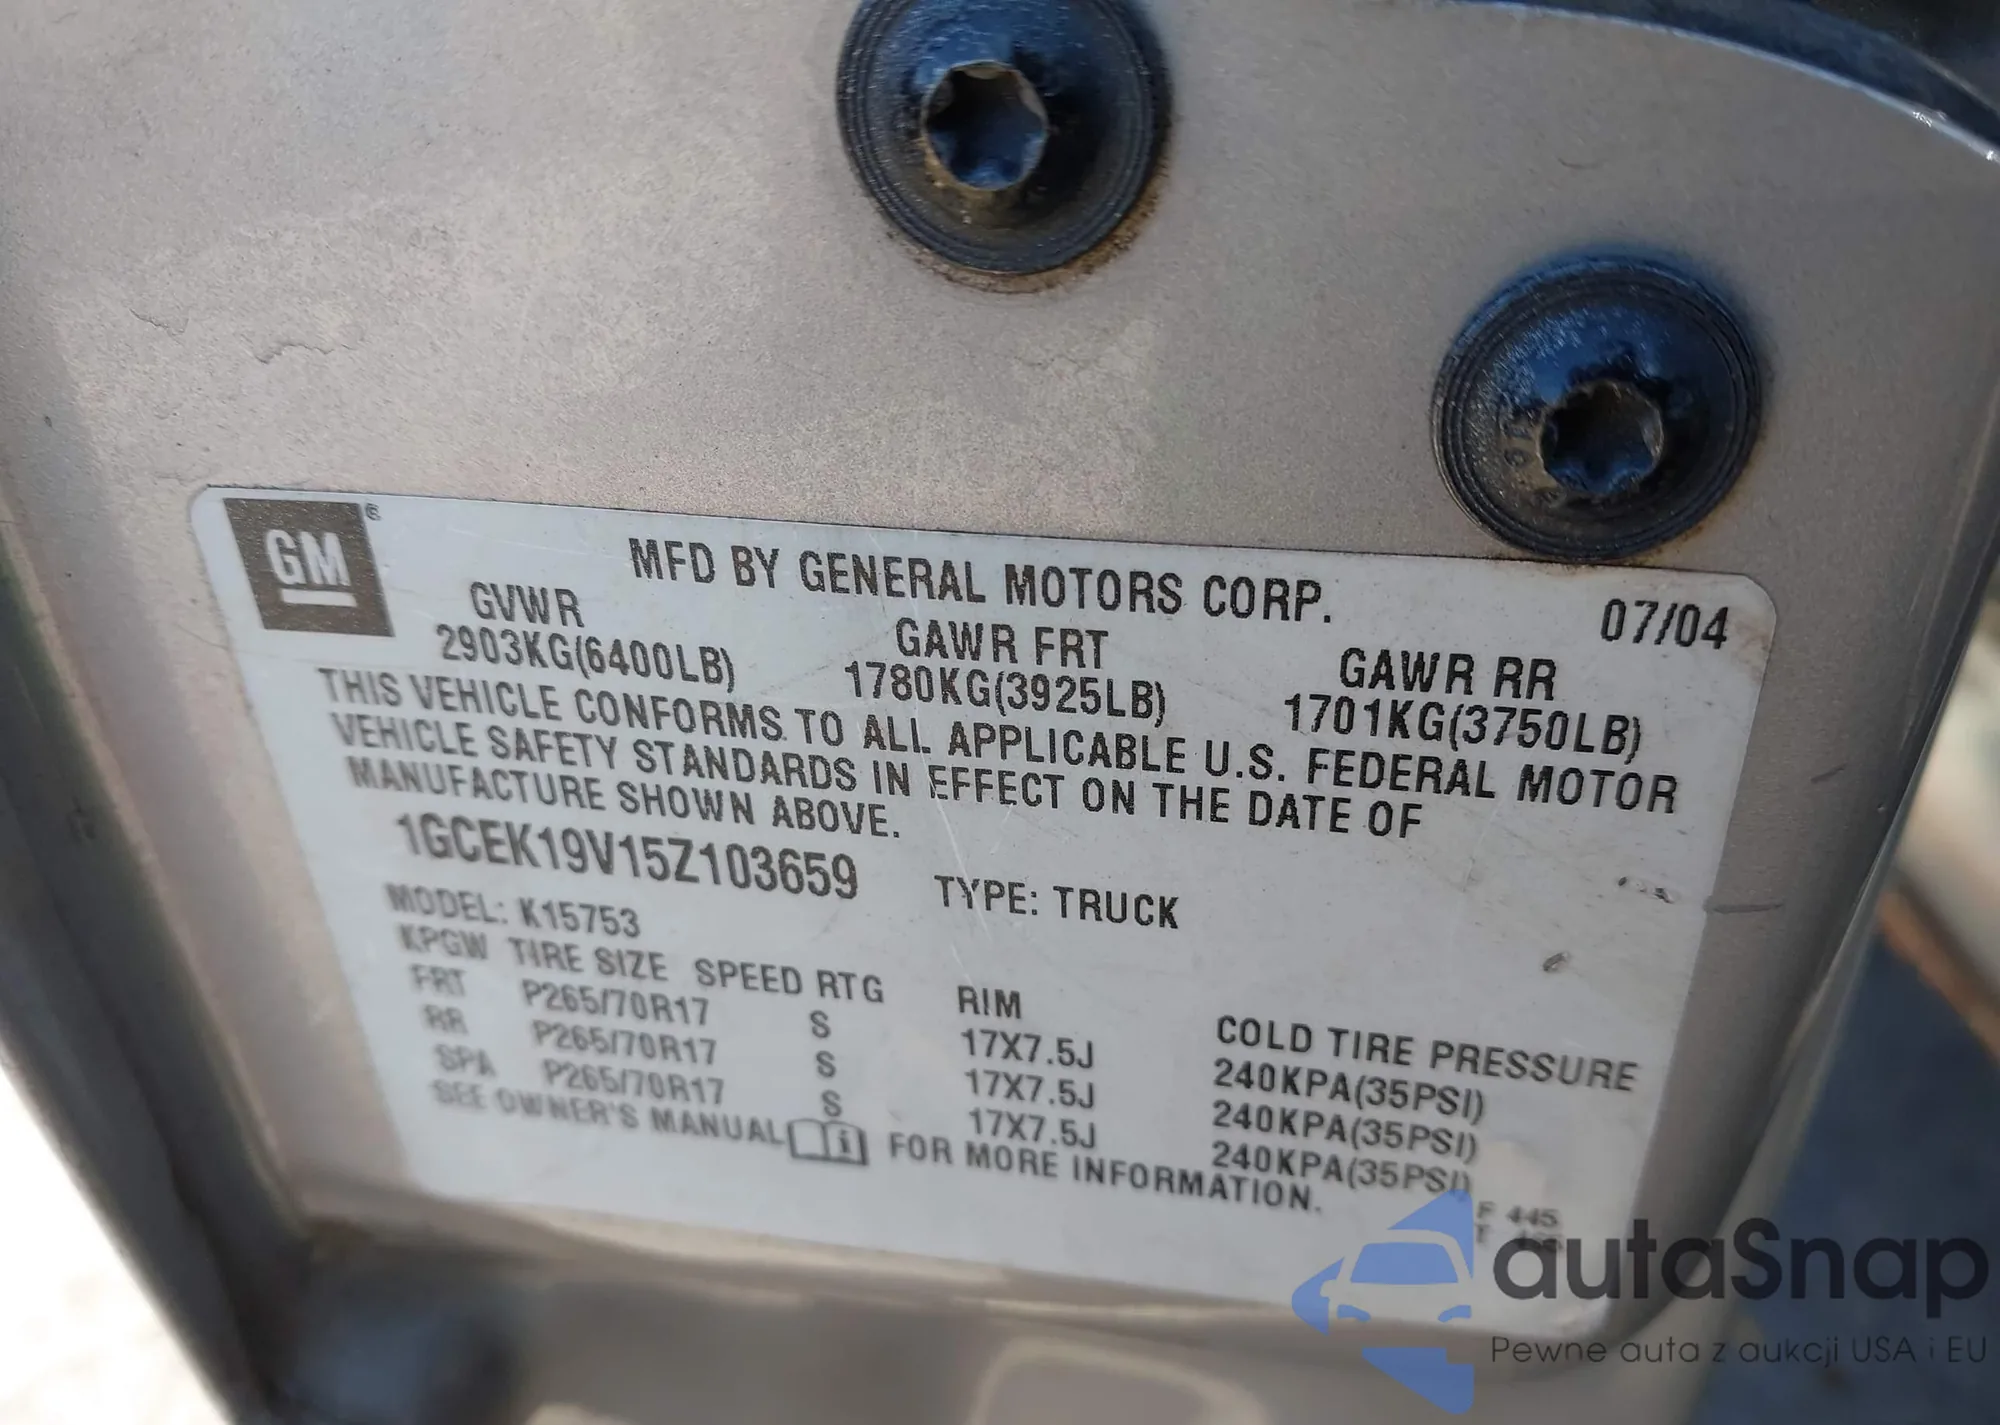 GM®
MFD BY GENERAL MOTORS CORP.
07/04
GVWR GAWR FRT GAWR RR
2903KG(6400LB) 1780KG(3925LB) 1701KG(3750LB)
THIS VEHICLE CONFORMS TO ALL APPLICABLE U.S. FEDERAL MOTOR
VEHICLE SAFETY STANDARDS IN EFFECT ON THE DATE OF
MANUFACTURE SHOWN ABOVE.
1GCEK19V15Z103659 TYPE: TRUCK
MODEL: K15753
KPGW TIRE SIZE SPEED RTG RIM COLD TIRE PRESSURE
FRT P265/70R17 S 17X7.5J 240KPA(35PSI)
RR P265/70R17 S 17X7.5J 240KPA(35PSI)
SPA P265/70R17 S 17X7.5J 240KPA(35PSI)
SEE OWNER'S MANUAL FOR MORE INFORMATION.
F 445
autaSnap
Pewne auta z aukcji USA i EU